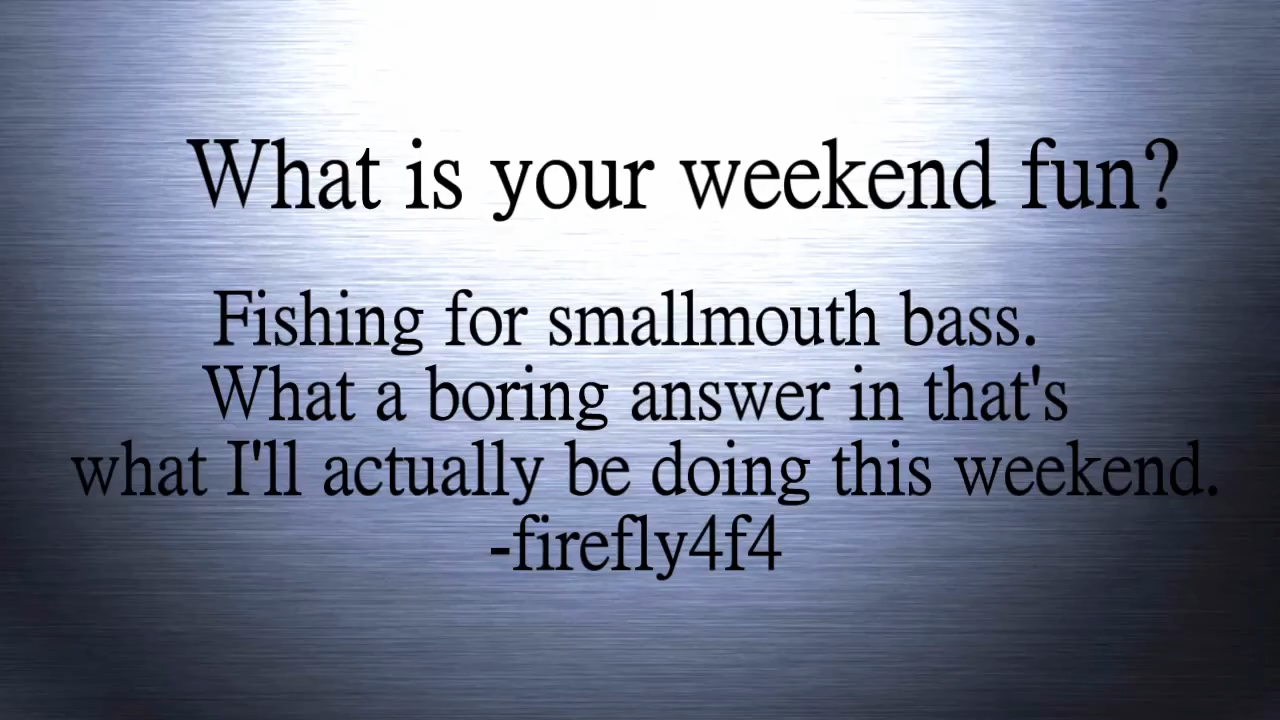 What is your weekend fun?
Fishing for smallmouth bass.
What a boring answer in that's
what I'll actually be doing this weekend.
-firefly4f4